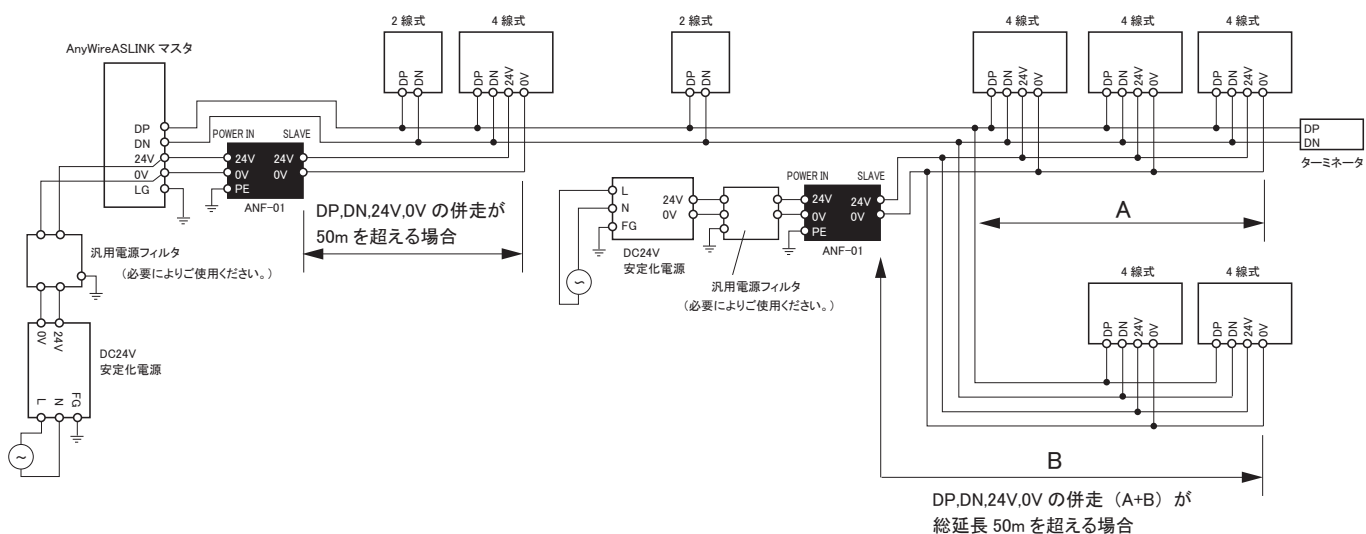 2 線式
4 線式
2 線式
4 線式
4 線式
4 線式
AnyWireASLINK マスタ
DP
DN
DP
DN
24V
0V
DP
DN
DP
DN
24V
0V
DP
DN
24V
0V
DP
DN
24V
0V
DP
DN
24V
0V
LG
POWER IN
SLAVE
24V
0V
PE
24V
0V
ANF-01
DP
DN
ターミネータ
DP,DN,24V,0V の併走が
50m を超える場合
L
N
FG
24V
0V
DC24V
安定化電源
POWER IN
SLAVE
24V
0V
PE
24V
0V
ANF-01
汎用電源フィルタ
(必要によりご使用ください。)
A
汎用電源フィルタ
(必要によりご使用ください。)
0V
24V
L
N
FG
DC24V
安定化電源
4 線式
4 線式
DP
DN
24V
0V
DP
DN
24V
0V
B
DP,DN,24V,0V の併走（A+B）が
総延長 50m を超える場合